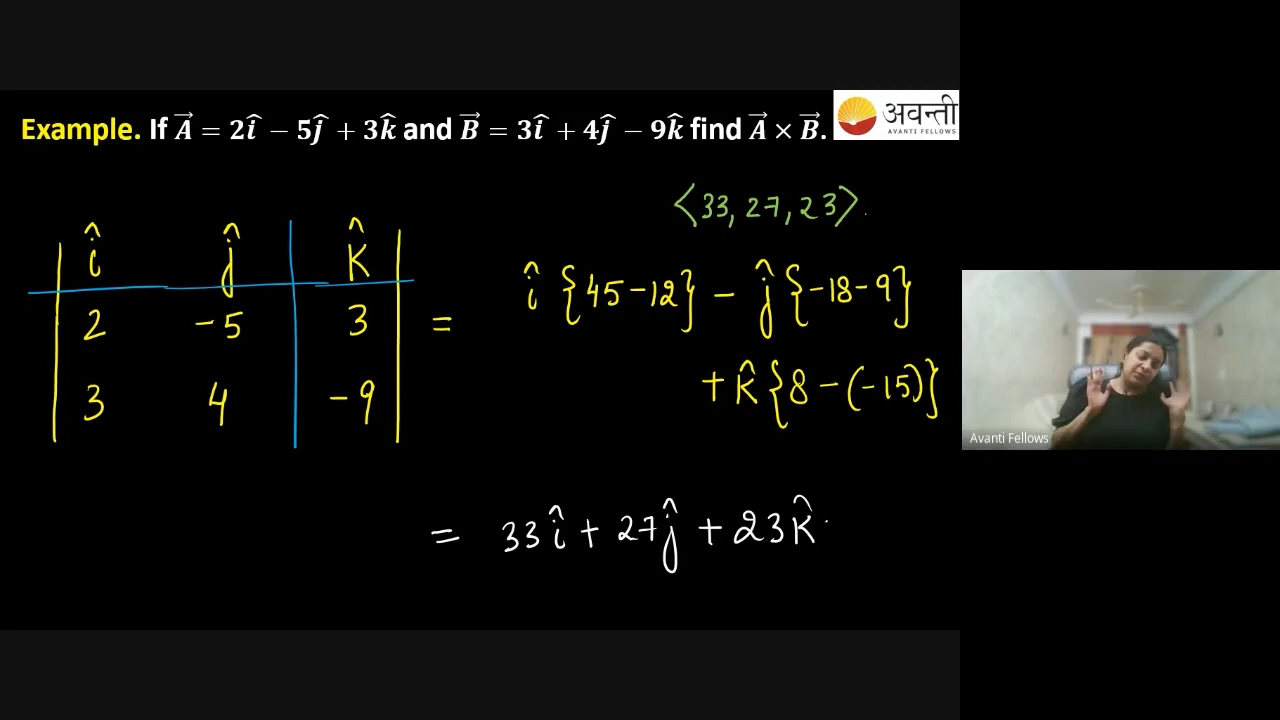 Example. If A⃗ = 2î − 5ĵ + 3k̂ and B⃗ = 3î + 4ĵ − 9k̂ find A⃗ × B⃗.
अवन्ती
AVANTI FELLOWS
<33, 27, 23>
î ĵ k̂
2 -5 3
3 4 -9
= î {45-12} - ĵ {-18-9}
+ k̂ {8-(-15)}
= 33î + 27ĵ + 23k̂
Avanti Fellows